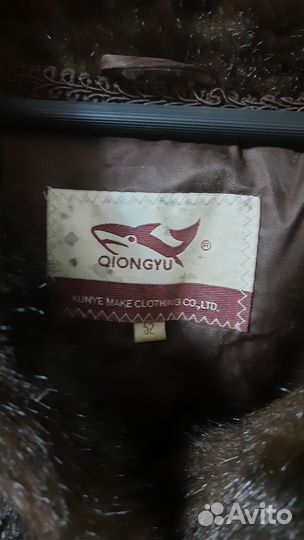 ®
QIONGYU
KUNYE MAKE CLOTHING CO.,LTD.
52
Avito